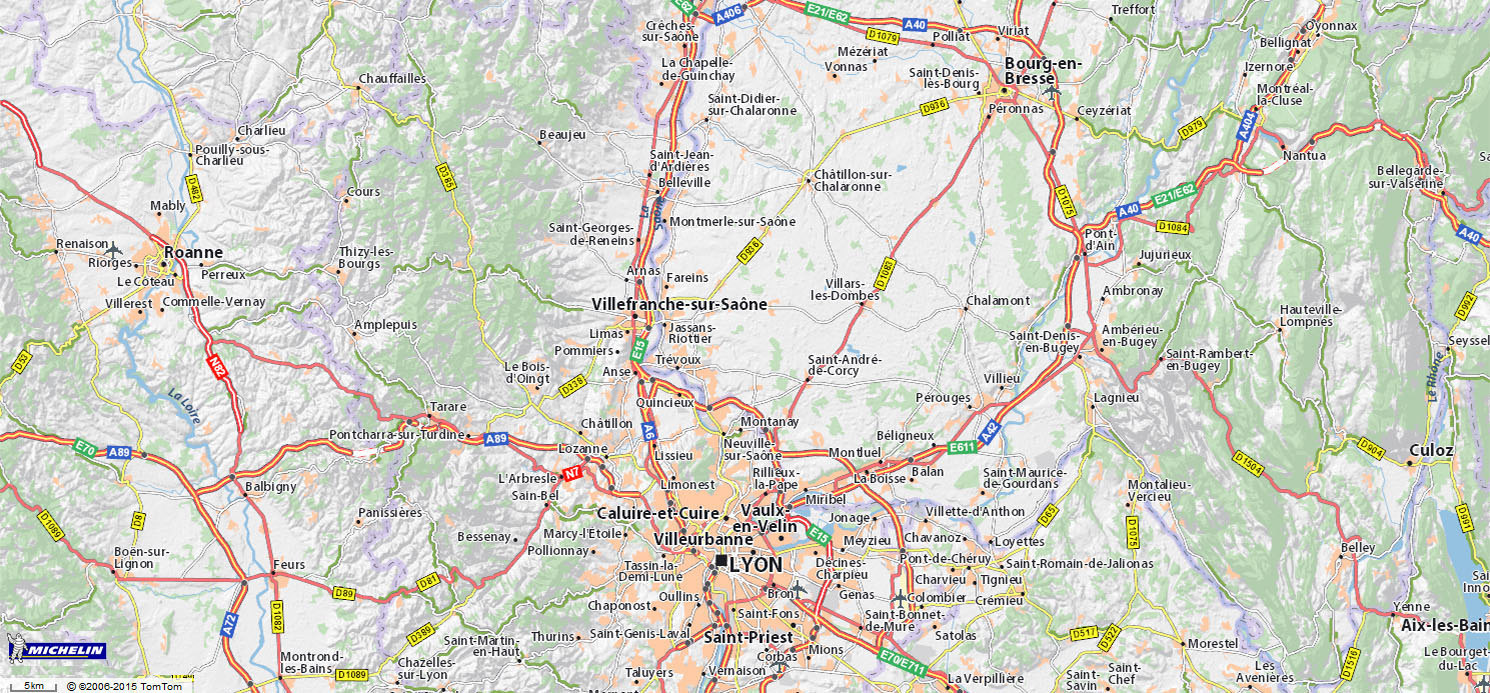 E62
A406
E21/E62
A40
Treffort
Oyonnax
Crêches-
sur-Saône
D1079
Polliat
Viriat
Bellignat
Mézériat
Vonnas
Izernore
La Chapelle-
de-Guinchay
Saint-Denis-
lès-Bourg
Bourg-en-
Bresse
Chauffailles
Montréal-
la-Cluse
Saint-Didier-
sur-Chalaronne
D936
Péronnas
Ceyzériat
D979
A404
Charlieu
Beaujeu
Pouilly-sous-
Charlieu
Saint-Jean-
d'Ardières
Nantua
D482
D385
Belleville
Châtillon-sur-
Chalaronne
Bellegarde-
sur-Valserine
Cours
D1075
E21/E62
A40
Mably
La
Saône
Montmerle-sur-Saône
D1084
Saint-Georges-
de-Reneins
Pont-
d'Ain
A40
Renaison
Riorges
Roanne
Thizy-les-
Bourgs
D936
Jujurieux
Perreux
Le Coteau
Arnas
Fareins
D1083
Villars-
les-Dombes
Ambronay
Villerest
Commelle-Vernay
Villefranche-sur-Saône
Chalamont
D992
Hauteville-
Lompnes
Amplepuis
Limas
Jassans-
Riottier
Saint-Denis-
en-Bugey
Ambérieu-
en-Bugey
Seyssel
Pommiers
E15
D53
N82
Trévoux
Saint-André-
de-Corcy
Saint-Rambert-
en-Bugey
Le Bois-
d'Oingt
Anse
D338
Villieu
Le Rhône
La Loire
Quincieux
Pérouges
Lagnieu
Tarare
Châtillon
Montanay
Pontcharra-sur-Turdine
A89
A6
Béligneux
A42
E70
A89
Lozanne
Neuville-
sur-Saône
E611
D904
Culoz
Lissieu
Montluel
L'Arbresle
N7
Rillieux-
la-Pape
La Boisse
Balan
Saint-Maurice-
de-Gourdans
D1504
Balbigny
Limonest
Montalieu-
Vercieu
Sain-Bel
Miribel
Panissières
Caluire-et-Cuire
Vaulx-
en-Velin
Jonage
Villette-d'Anthon
D65
D991
D1089
D8
Bessenay
Marcy-l'Étoile
Villeurbanne
E15
Meyzieu
Chavanoz
Loyettes
D1075
Boën-sur-
Lignon
Pollionnay
Belley
Feurs
Tassin-la-
Demi-Lune
LYON
Décines-
Charpieu
Pont-de-Chéruy
Saint-Romain-de-Jalionas
D81
D89
Charvieu
Tignieu
Oullins
Bron
Genas
Colombier
Crémieu
Yenne
Chaponost
Saint-Fons
Saint-Bonnet-
de-Mure
A72
D1082
Aix-les-Bain
D389
Thurins
Saint-Genis-Laval
Saint-Priest
Satolas
D517
D522
MICHELIN
Saint-Martin-
en-Haut
Mions
Morestel
D1516
Le Bourget-
du-Lac
Montrond-
les-Bains
Chazelles-
sur-Lyon
Corbas
E70/E711
D1089
Taluyers
Vernaison
La Verpillière
Saint-
Savin
Saint-
Chef
Les
Avenières
5km
© ©2006-2015 TomTom